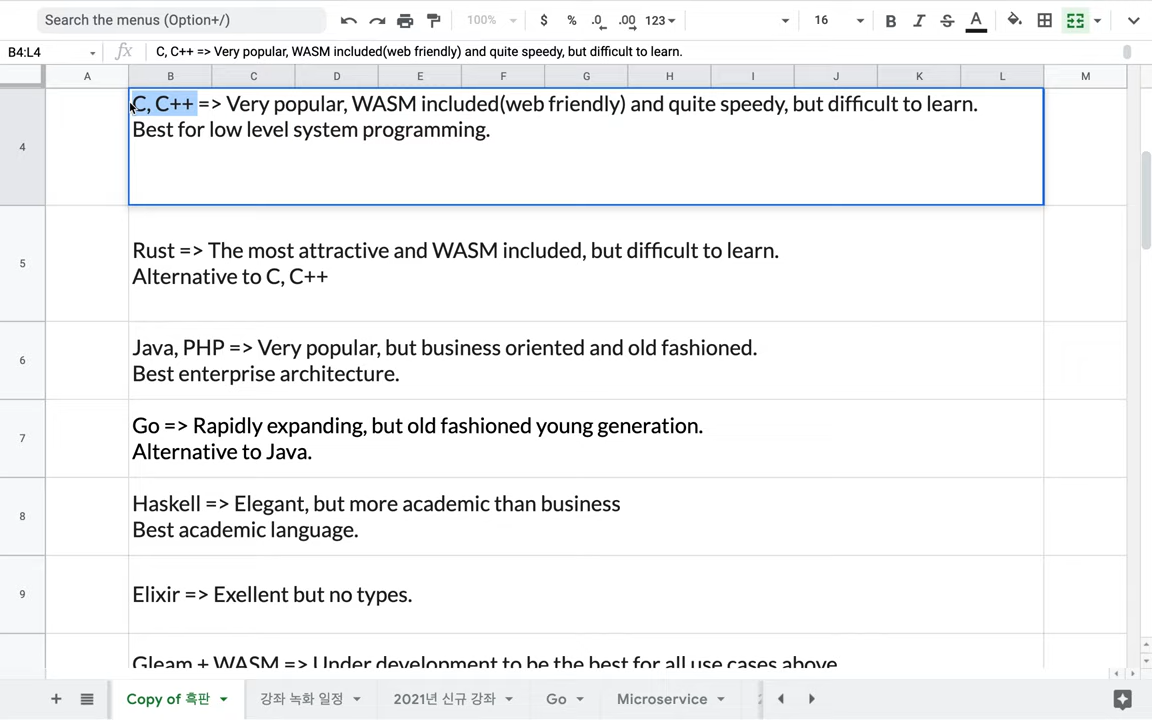 Search the menus (Option+/)
100%
$ % .0 .00 123
16
B I S A
B4:L4
fx
C, C++ => Very popular, WASM included(web friendly) and quite speedy, but difficult to learn.
A B C D E F G H I J K L M
4
C, C++ => Very popular, WASM included(web friendly) and quite speedy, but difficult to learn.
Best for low level system programming.
5
Rust => The most attractive and WASM included, but difficult to learn.
Alternative to C, C++
6
Java, PHP => Very popular, but business oriented and old fashioned.
Best enterprise architecture.
7
Go => Rapidly expanding, but old fashioned young generation.
Alternative to Java.
8
Haskell => Elegant, but more academic than business
Best academic language.
9
Elixir => Exellent but no types.
Gleam + WASM => Under development to be the best for all use cases above
Copy of 흑판
강좌 녹화 일정
2021년 신규 강좌
Go
Microservice